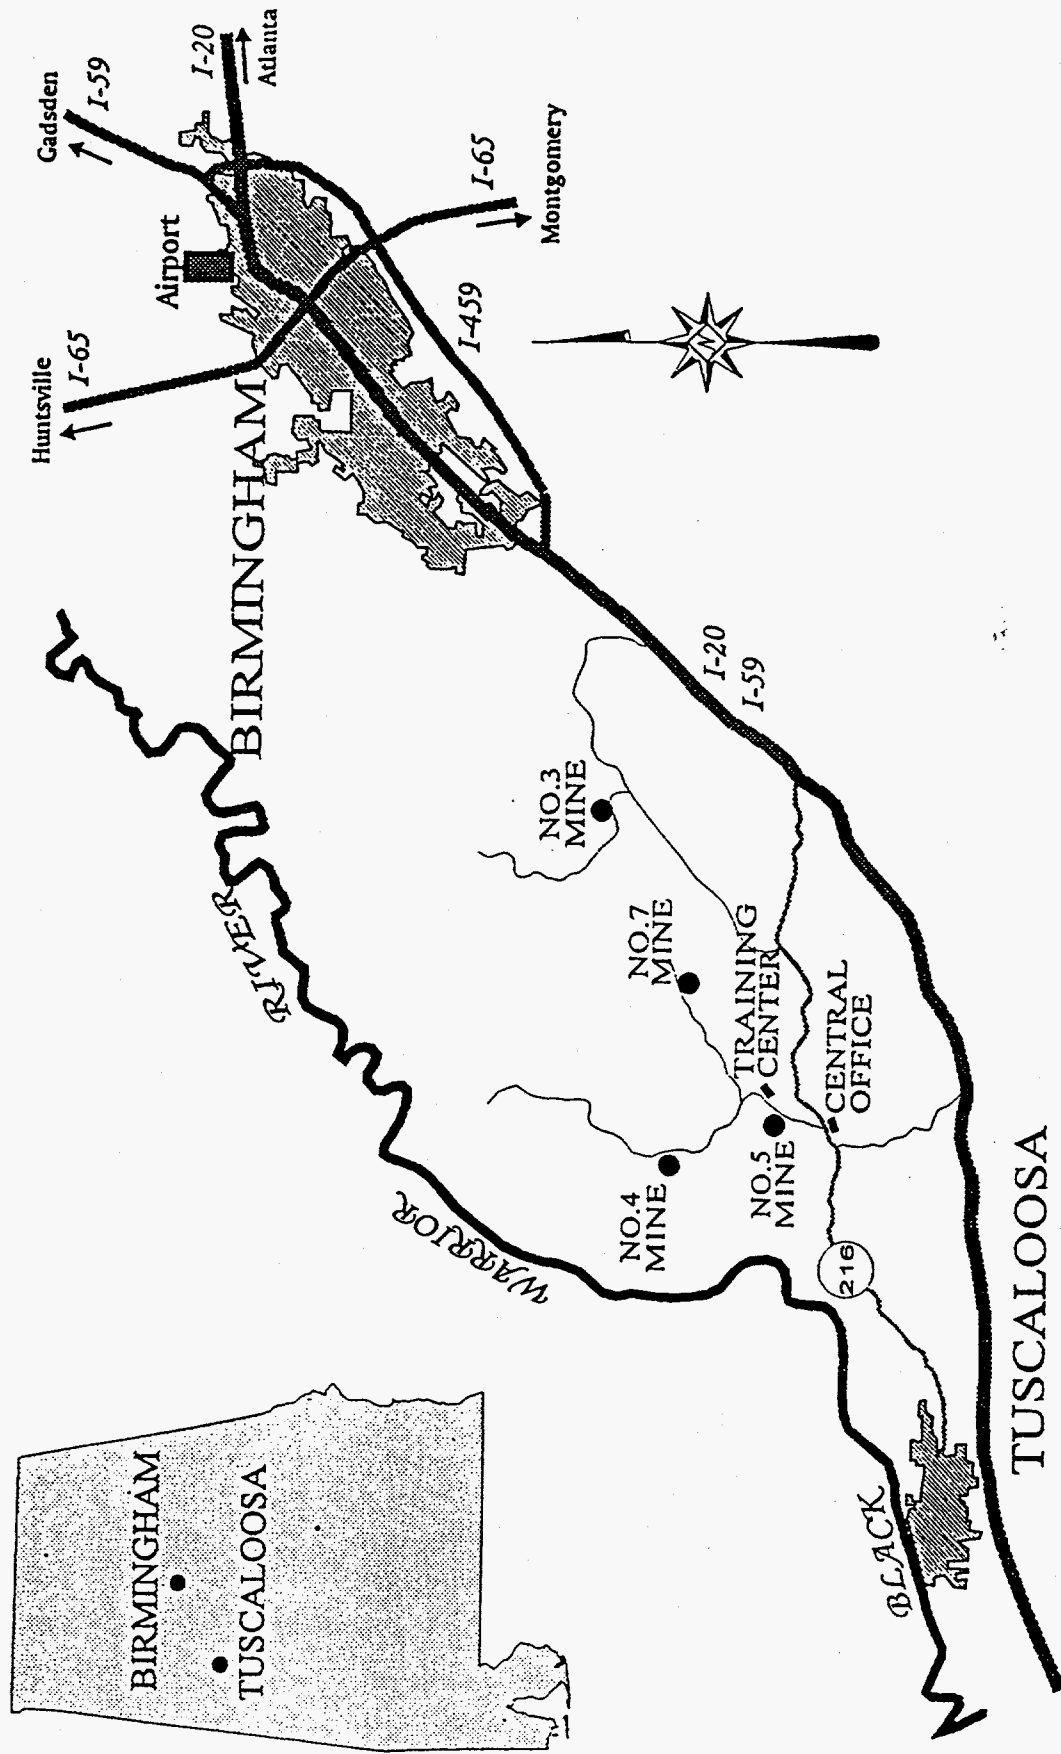 BIRMINGHAM
TUSCALOOSA
Huntsville
I-65
Gadsden
I-59
Airport
I-20
Atlanta
BIRMINGHAM
I-65
Montgomery
I-459
N
RIVER
WARRIOR
BLACK
I-20
I-59
NO.3
MINE
NO.7
MINE
TRAINING
CENTER
NO.4
MINE
NO.5
MINE
CENTRAL
OFFICE
216
TUSCALOOSA